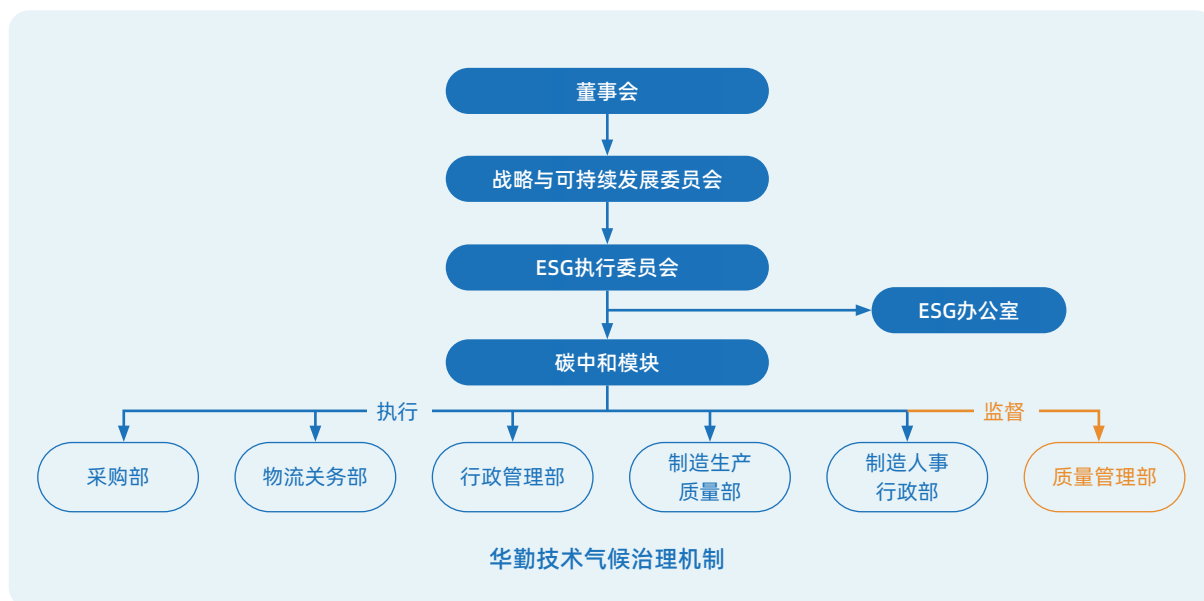 董事会
战略与可持续发展委员会
ESG执行委员会
ESG办公室
碳中和模块
执行
监督
采购部
物流关务部
行政管理部
制造生产
质量部
制造人事
行政部
质量管理部
华勤技术气候治理机制